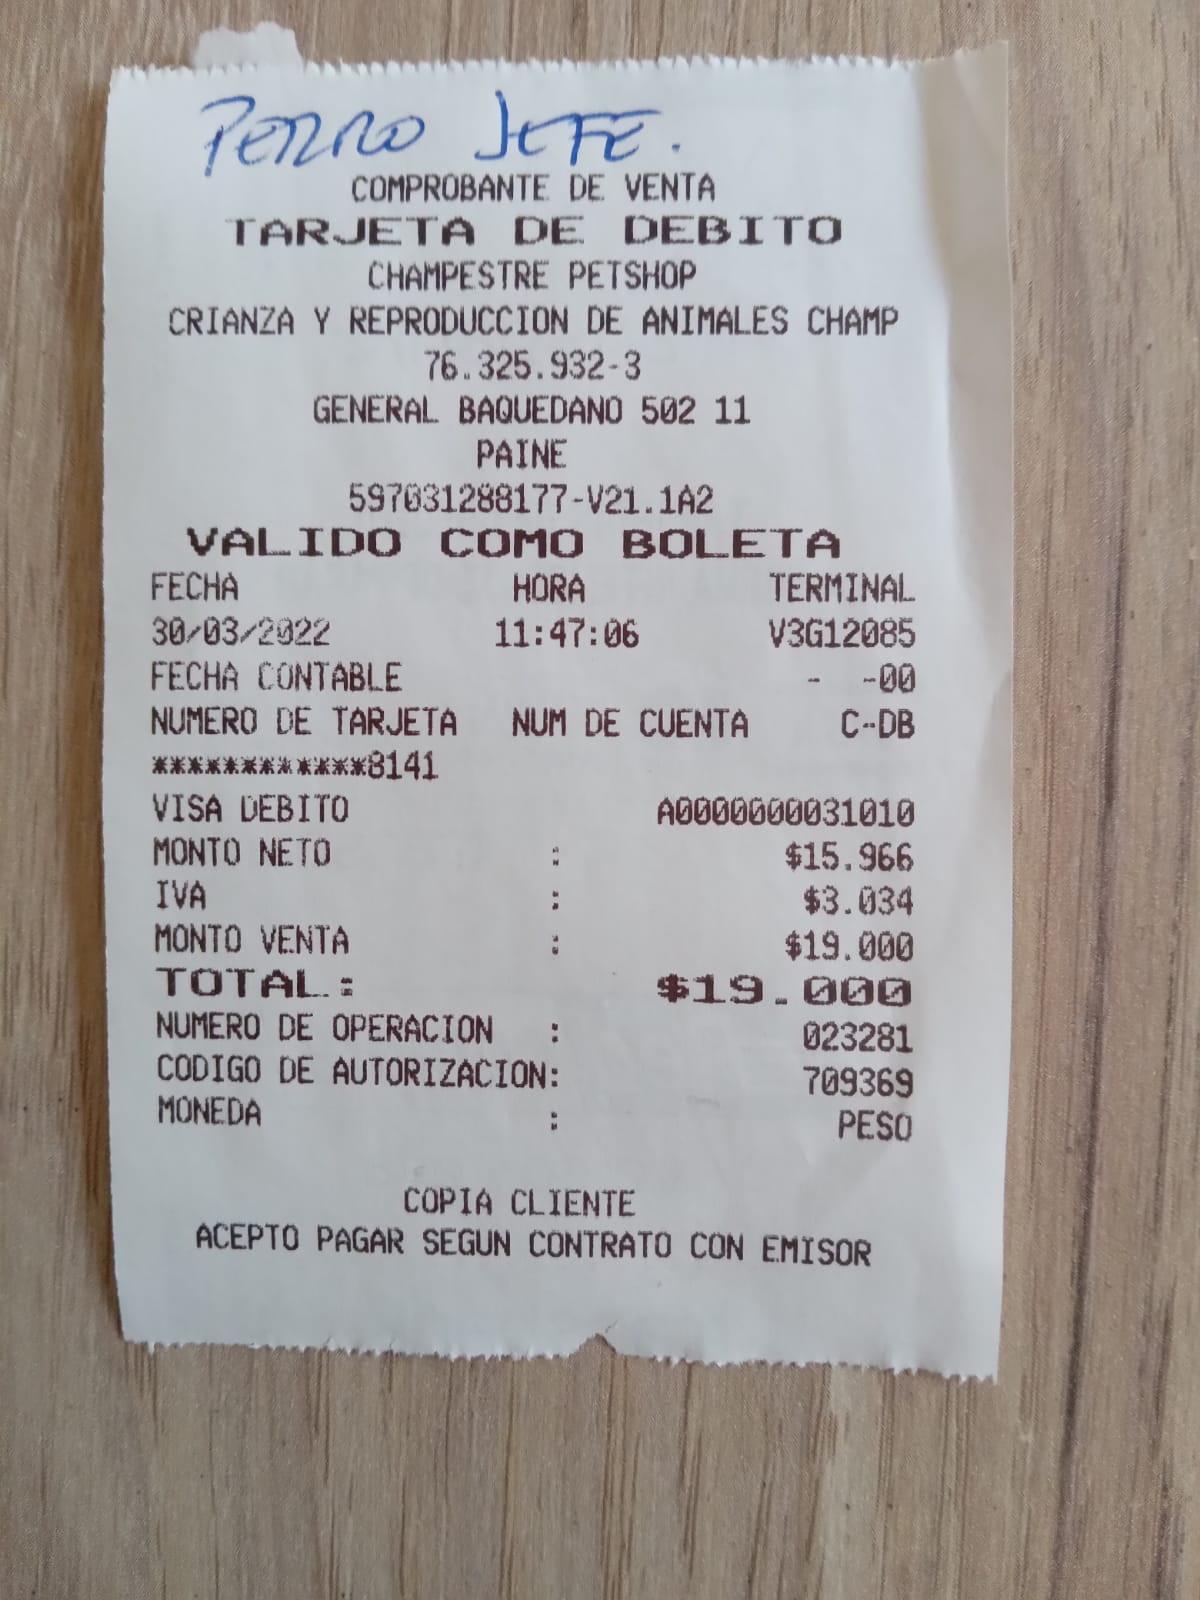 PERRO JEFE.
COMPROBANTE DE VENTA
TARJETA DE DEBITO
CHAMPESTRE PETSHOP
CRIANZA Y REPRODUCCION DE ANIMALES CHAMP
76.325.932-3
GENERAL BAQUEDANO 502 11
PAINE
597031288177-V21.1A2
VALIDO COMO BOLETA
FECHA HORA TERMINAL
30/03/2022 11:47:06 V3G12085
FECHA CONTABLE - -00
NUMERO DE TARJETA NUM DE CUENTA C-DB
************8141
VISA DEBITO A0000000031010
MONTO NETO : $15.966
IVA : $3.034
MONTO VENTA : $19.000
TOTAL: $19.000
NUMERO DE OPERACION : 023281
CODIGO DE AUTORIZACION: 709369
MONEDA : PESO
COPIA CLIENTE
ACEPTO PAGAR SEGUN CONTRATO CON EMISOR